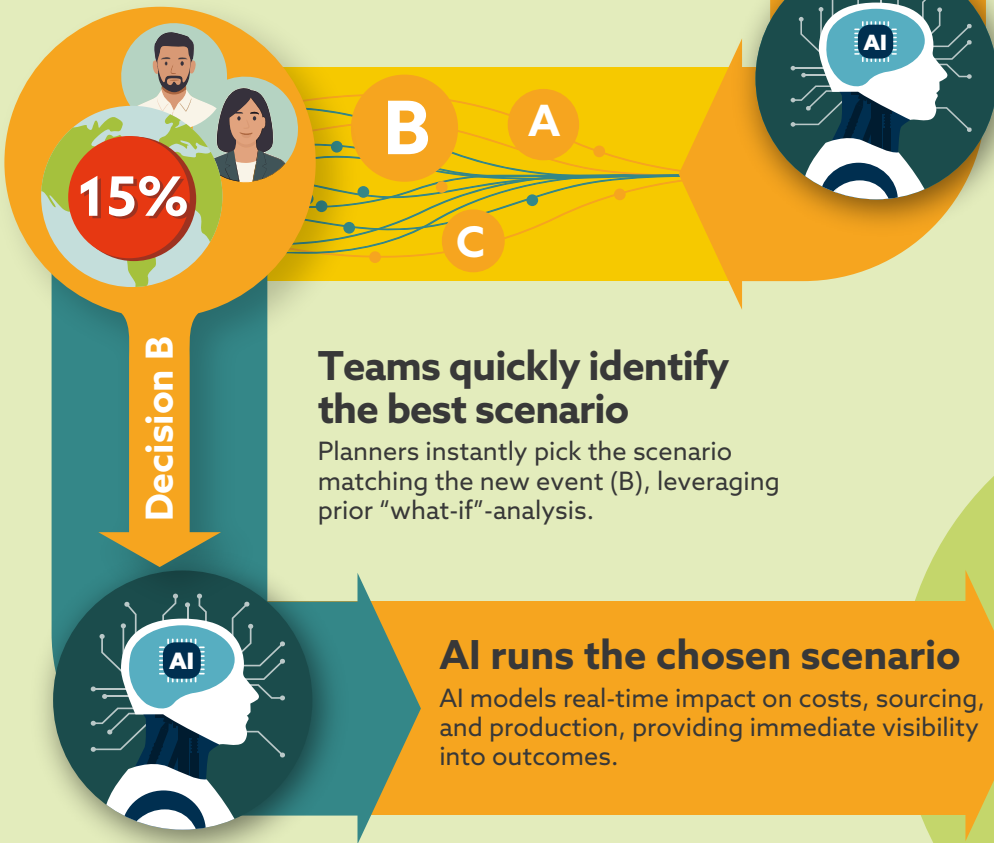 AI
B
A
15%
C
Teams quickly identify
the best scenario
Planners instantly pick the scenario
matching the new event (B), leveraging
prior “what-if”-analysis.
Decision B
AI
AI runs the chosen scenario
AI models real-time impact on costs, sourcing,
and production, providing immediate visibility
into outcomes.